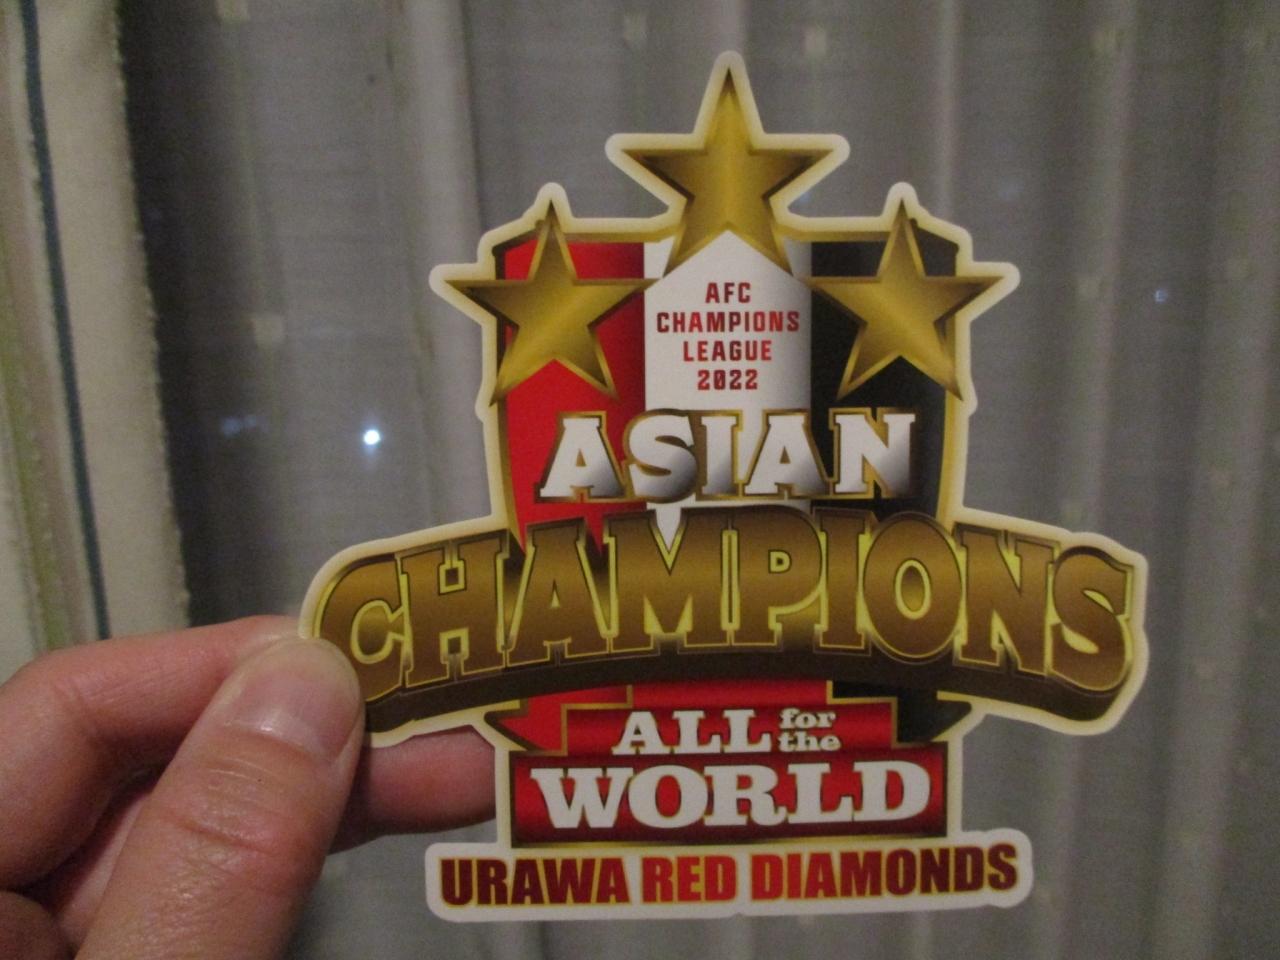 AFC
CHAMPIONS
LEAGUE
2022
ASIAN
CHAMPIONS
ALL for the
WORLD
URAWA RED DIAMONDS